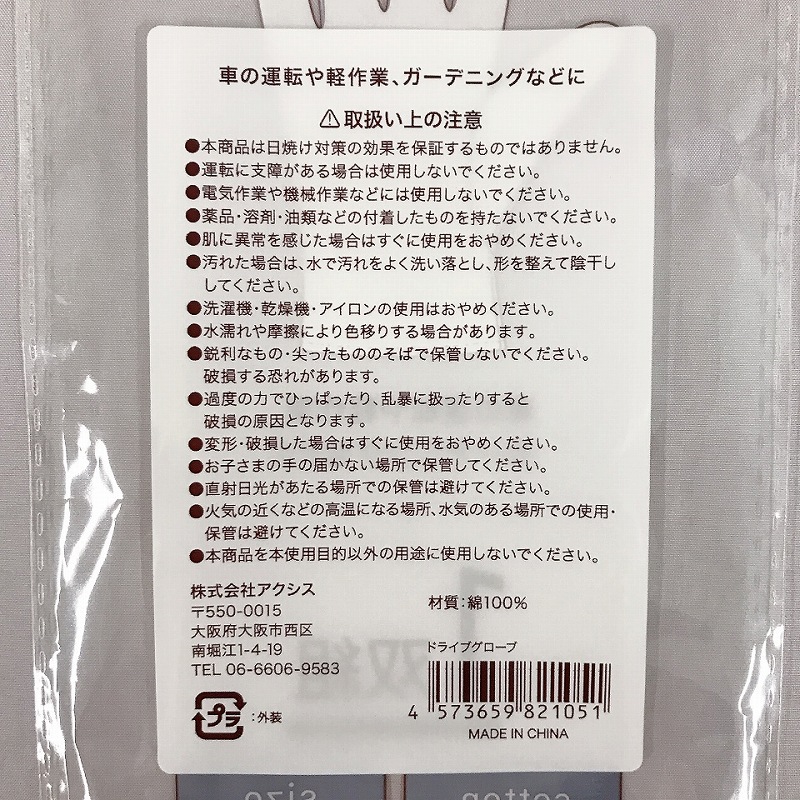 車の運転や軽作業、ガーデニングなどに
⚠取扱い上の注意
●本商品は日焼け対策の効果を保証するものではありません。
●運転に支障がある場合は使用しないでください。
●電気作業や機械作業などには使用しないでください。
●薬品・溶剤・油類などの付着したものを持たないでください。
●肌に異常を感じた場合はすぐに使用をおやめください。
●汚れた場合は、水で汚れをよく洗い落とし、形を整えて陰干し
してください。
●洗濯機・乾燥機・アイロンの使用はおやめください。
●水濡れや摩擦により色移りする場合があります。
●鋭利なもの・尖ったもののそばで保管しないでください。
破損する恐れがあります。
●過度の力でひっぱったり、乱暴に扱ったりすると
破損の原因となります。
●変形・破損した場合はすぐに使用をおやめください。
●お子さまの手の届かない場所で保管してください。
●直射日光があたる場所での保管は避けてください。
●火気の近くなどの高温になる場所、水気のある場所での使用・
保管は避けてください。
●本商品を本使用目的以外の用途に使用しないでください。
株式会社アクシス
〒550-0015
大阪府大阪市西区
南堀江1-4-19
TEL 06-6606-9583
プラ:外装
材質:綿100%
ドライブグローブ
4 573659 821051
MADE IN CHINA
size
cotton